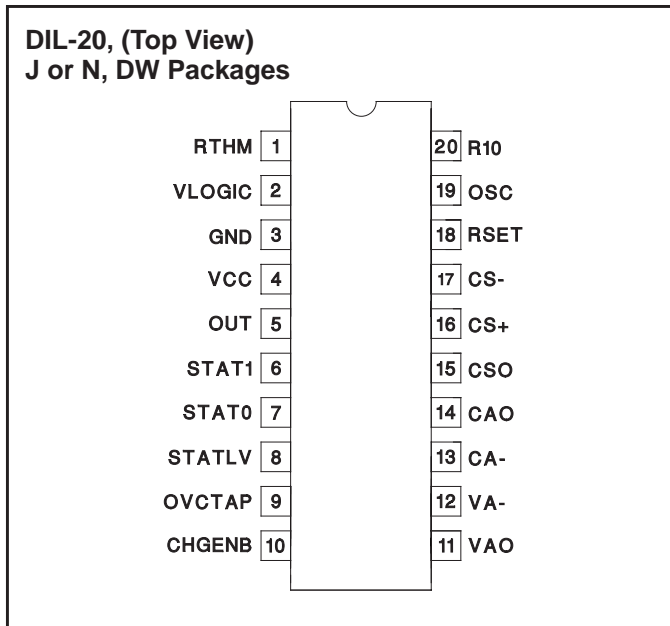 DIL-20, (Top View)
J or N, DW Packages
RTHM 1
20 R10
VLOGIC 2
19 OSC
GND 3
18 RSET
VCC 4
17 CS-
OUT 5
16 CS+
STAT1 6
15 CSO
STAT0 7
14 CAO
STATLV 8
13 CA-
OVCTAP 9
12 VA-
CHGENB 10
11 VAO